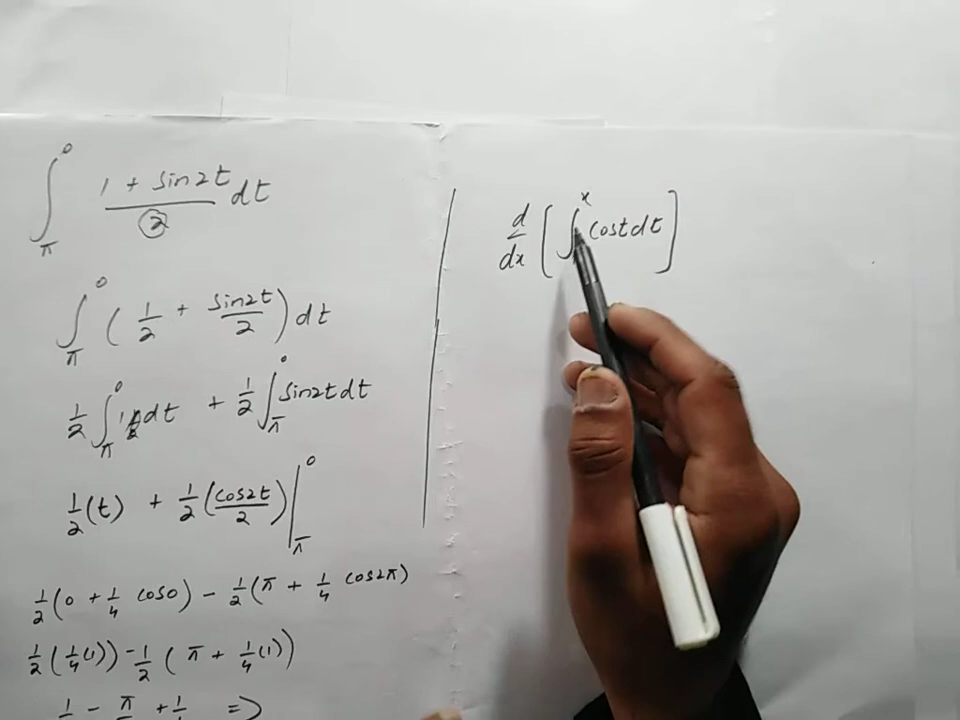 ∫_π^0 (1 + sin2t)/2 dt
∫_π^0 (1/2 + sin2t/2) dt
1/2 ∫_π^0 1 dt + 1/2 ∫_π^0 sin2t dt
1/2 (t) + 1/2 (cos2t/2) |_π^0
1/2 (0 + 1/4 cos0) - 1/2 (π + 1/4 cos2π)
1/2 (1/4 (1)) - 1/2 (π + 1/4 (1))
=>
d/dx [∫^x cost dt]